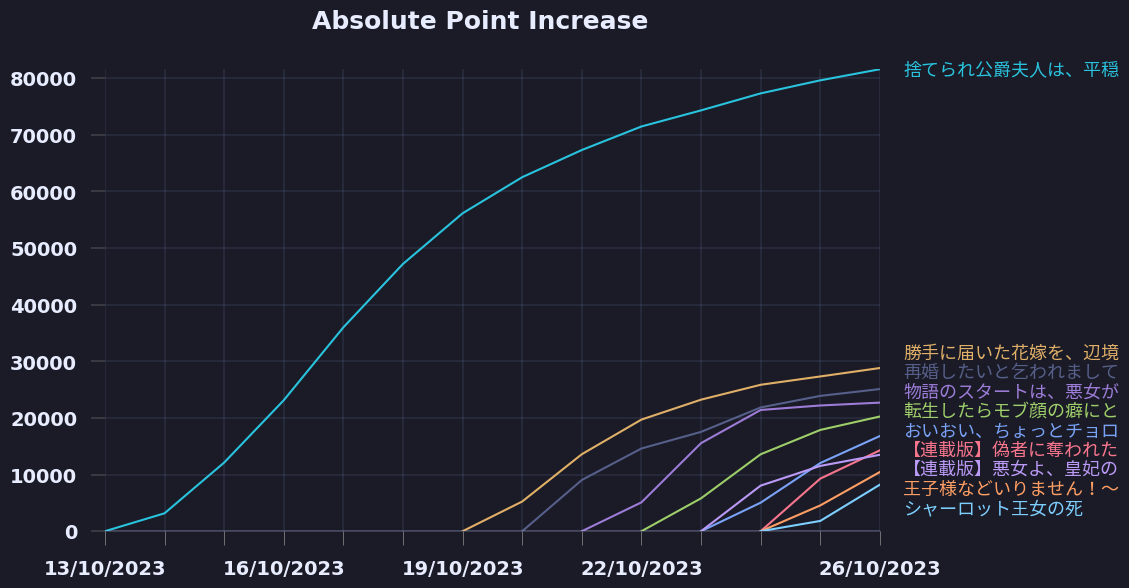 Absolute Point Increase
80000
70000
60000
50000
40000
30000
20000
10000
0
13/10/2023
16/10/2023
19/10/2023
22/10/2023
26/10/2023
捨てられ公爵夫人は、平穏
勝手に届いた花嫁を、辺境
再婚したいと乞われまして
物語のスタートは、悪女が
転生したらモブ顔の癖にと
おいおい、ちょっとチョロ
【連載版】偽者に奪われた
【連載版】悪女よ、皇妃の
王子様などいりません！～
シャーロット王女の死